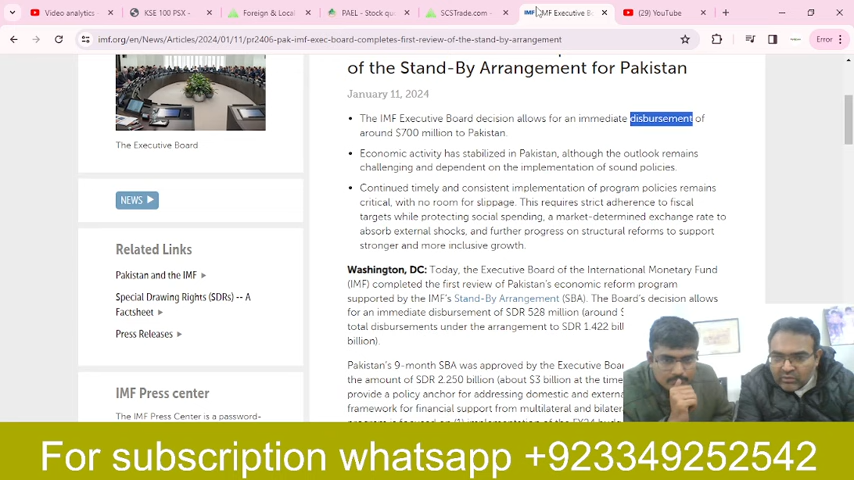 Video analytics
KSE 100 PSX -
Foreign & Local
PAEL - Stock qu
SCSTrade.com -
IMF
IMF Executive B
(29) YouTube
imf.org/en/News/Articles/2024/01/11/pr2406-pak-imf-exec-board-completes-first-review-of-the-stand-by-arrangement
Error
of the Stand-By Arrangement for Pakistan
January 11, 2024
The IMF Executive Board decision allows for an immediate disbursement of
around $700 million to Pakistan.
Economic activity has stabilized in Pakistan, although the outlook remains
challenging and dependent on the implementation of sound policies.
Continued timely and consistent implementation of program policies remains
critical, with no room for slippage. This requires strict adherence to fiscal
targets while protecting social spending, a market-determined exchange rate to
absorb external shocks, and further progress on structural reforms to support
stronger and more inclusive growth.
Washington, DC: Today, the Executive Board of the International Monetary Fund
(IMF) completed the first review of Pakistan's economic reform program
supported by the IMF's Stand-By Arrangement (SBA). The Board's decision allows
for an immediate disbursement of SDR 528 million (around
total disbursements under the arrangement to SDR 1.422 bill
billion).
Pakistan's 9-month SBA was approved by the Executive Boar
the amount of SDR 2.250 billion (about $3 billion at the time
provide a policy anchor for addressing domestic and extern
framework for financial support from multilateral and bilater
The Executive Board
NEWS
Related Links
Pakistan and the IMF
Special Drawing Rights (SDRs) -- A
Factsheet
Press Releases
IMF Press center
The IMF Press Center is a password-
For subscription whatsapp +923349252542